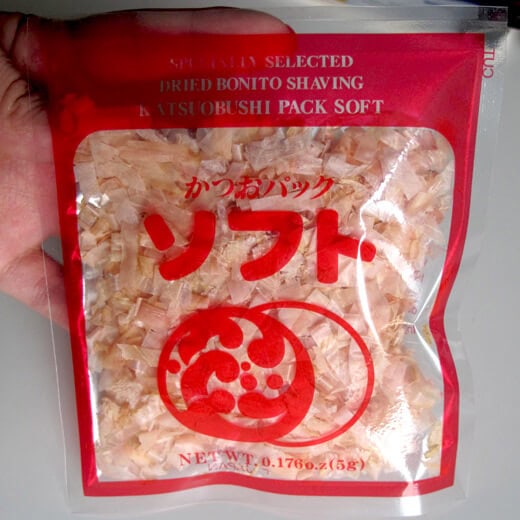 SPECIALLY SELECTED
DRIED BONITO SHAVING
KATSUOBUSHI PACK SOFT
かつおパック
ソフト
NET WT. 0.176o.z(5g)